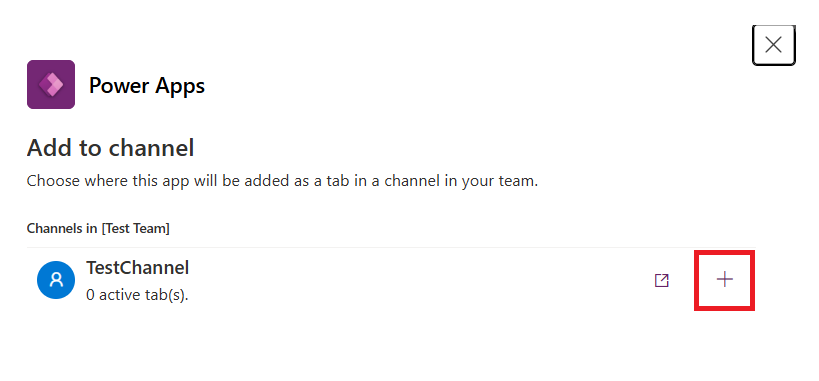 Power Apps
Add to channel
Choose where this app will be added as a tab in a channel in your team.
Channels in [Test Team]
TestChannel
0 active tab(s).